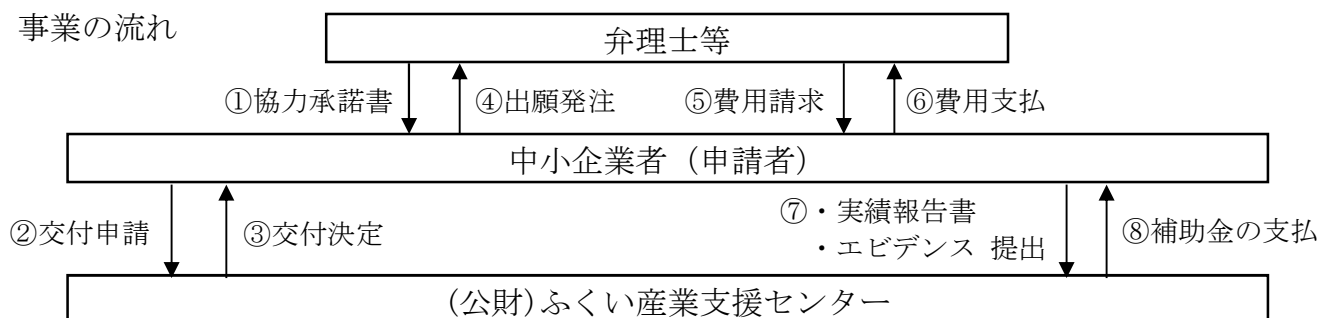 事業の流れ
弁理士等
①協力承諾書 ④出願発注 ⑤費用請求 ⑥費用支払
中小企業者（申請者）
②交付申請 ③交付決定 ⑦・実績報告書
・エビデンス 提出 ⑧補助金の支払
(公財)ふくい産業支援センター